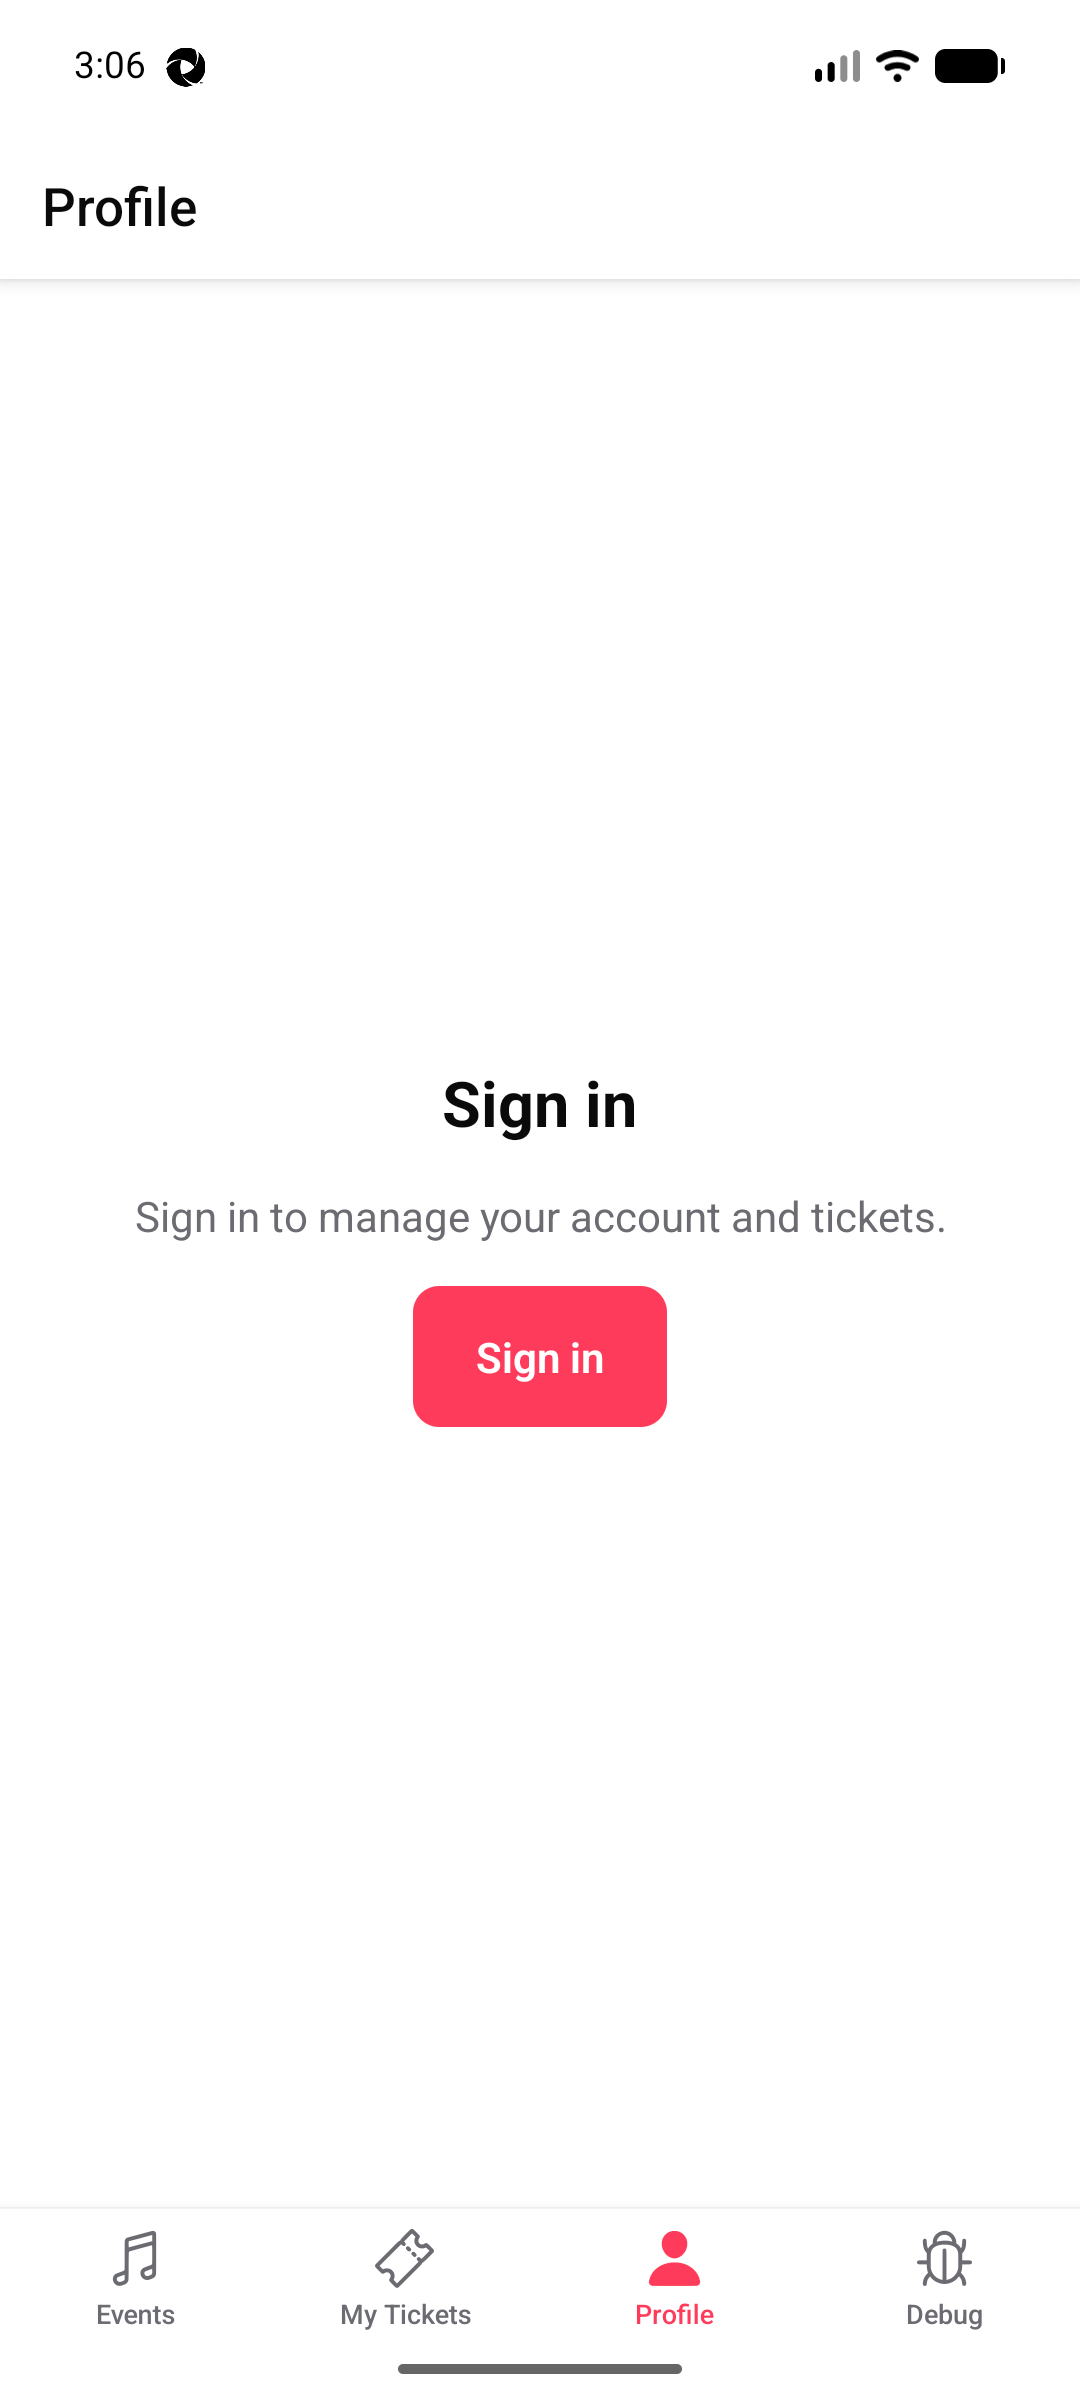 3:06
Profile
Sign in
Sign in to manage your account and tickets.
Sign in
Events
My Tickets
Profile
Debug